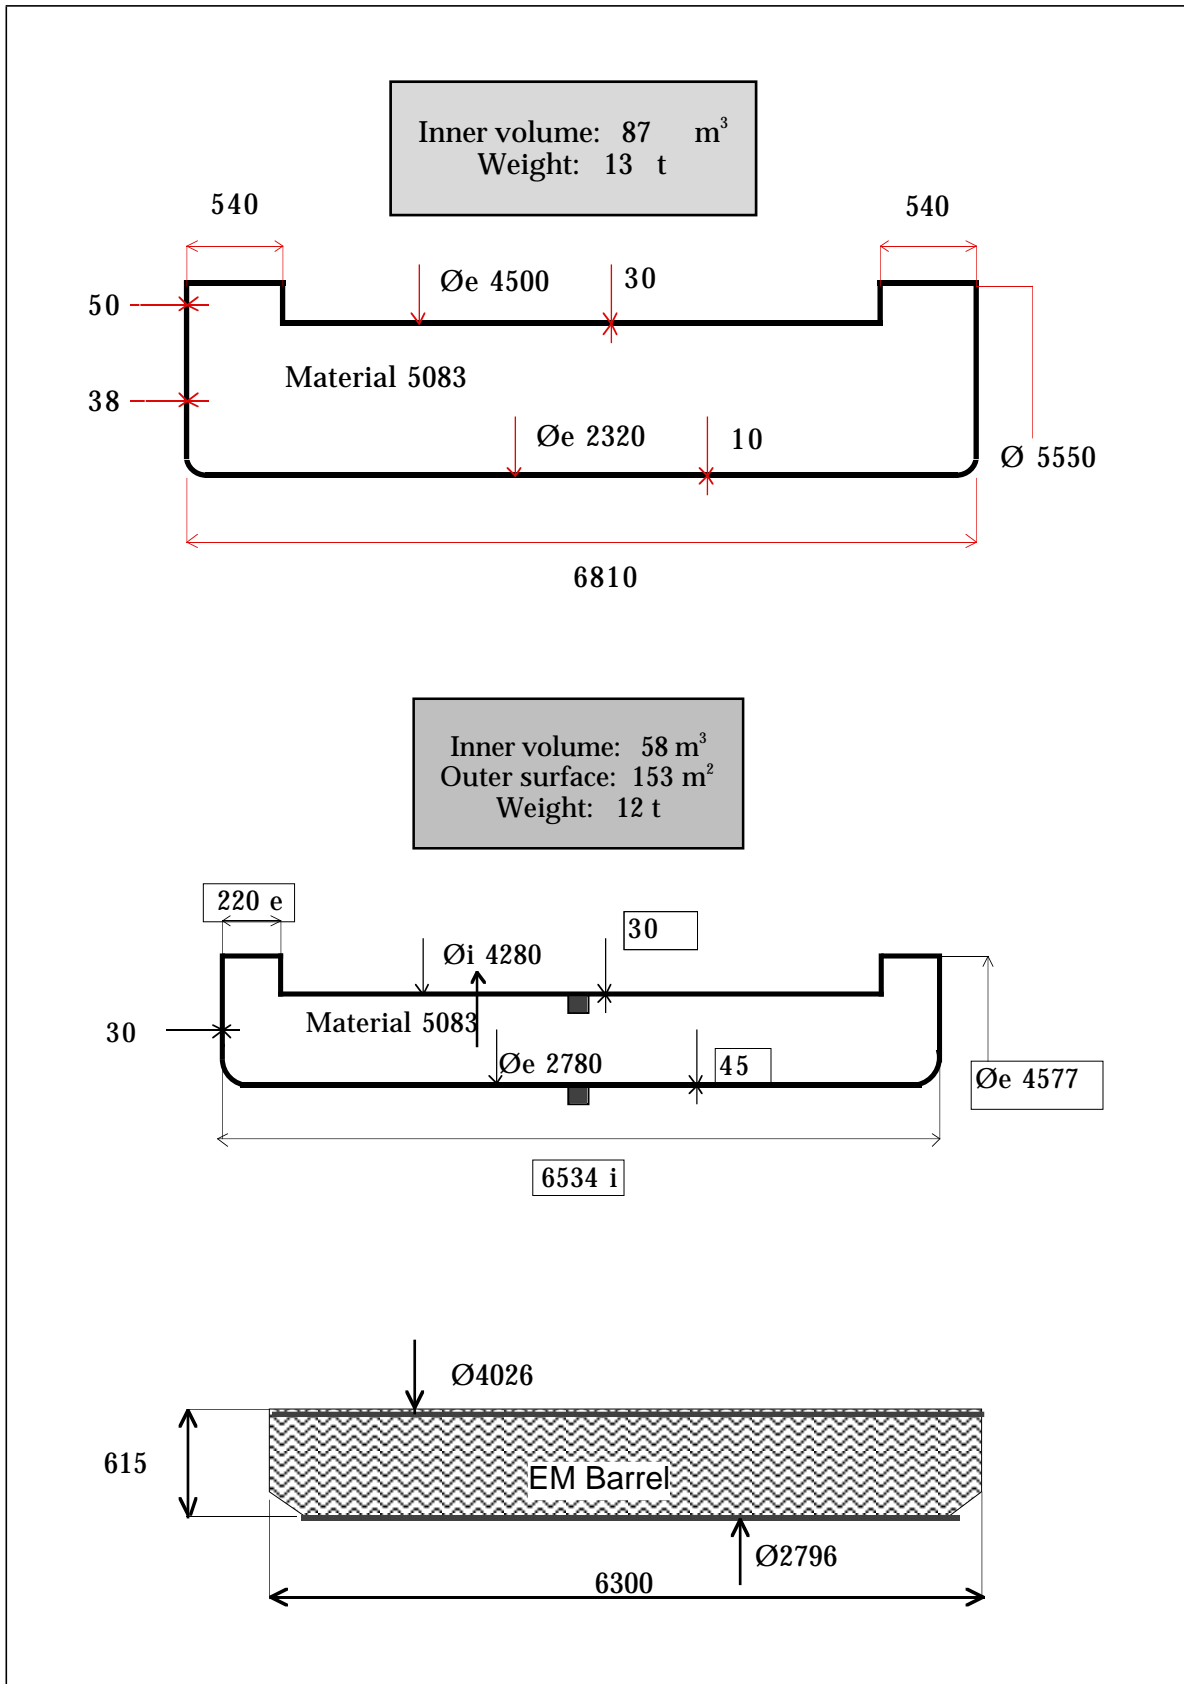 Inner volume: 87 m³
Weight: 13 t
540
540
Øe 4500
30
50
Material 5083
38
Øe 2320
10
Ø 5550
6810
Inner volume: 58 m³
Outer surface: 153 m²
Weight: 12 t
220 e
30
Øi 4280
Material 5083
30
Øe 2780
45
Øe 4577
6534 i
Ø4026
615
EM Barrel
Ø2796
6300